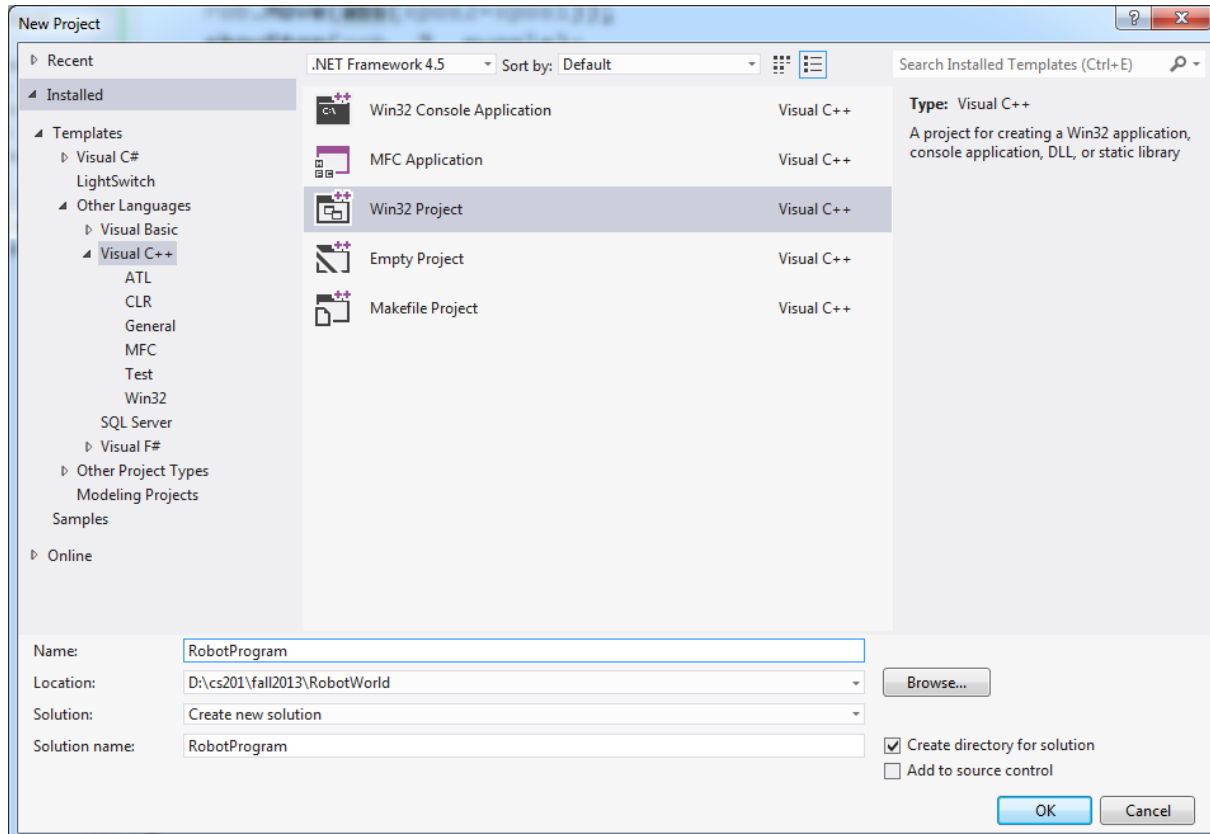 New Project
Recent
Installed
Templates
Visual C#
LightSwitch
Other Languages
Visual Basic
Visual C++
ATL
CLR
General
MFC
Test
Win32
SQL Server
Visual F#
Other Project Types
Modeling Projects
Samples
Online
.NET Framework 4.5 Sort by: Default
Win32 Console Application Visual C++
MFC Application Visual C++
Win32 Project Visual C++
Empty Project Visual C++
Makefile Project Visual C++
Search Installed Templates (Ctrl+E)
Type: Visual C++
A project for creating a Win32 application,
console application, DLL, or static library
Name: RobotProgram
Location: D:\cs201\fall2013\RobotWorld
Browse...
Solution: Create new solution
Solution name: RobotProgram
Create directory for solution
Add to source control
OK Cancel